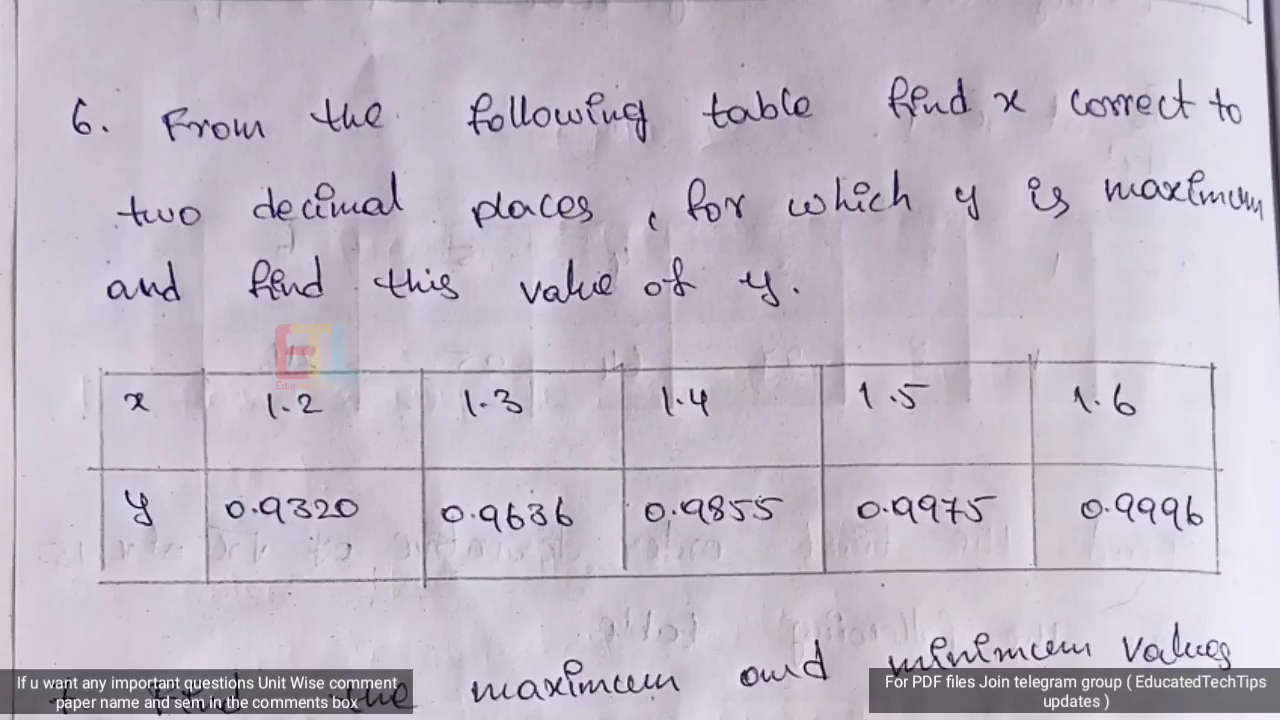 6. From the following table find x correct to
two decimal places, for which y is maximum
and find this value of y.
x 1.2 1.3 1.4 1.5 1.6
y 0.9320 0.9636 0.9855 0.9975 0.9996
7. Find the maximum and minimum values
If u want any important questions Unit Wise comment
paper name and sem in the comments box
For PDF files Join telegram group ( EducatedTechTips
updates )